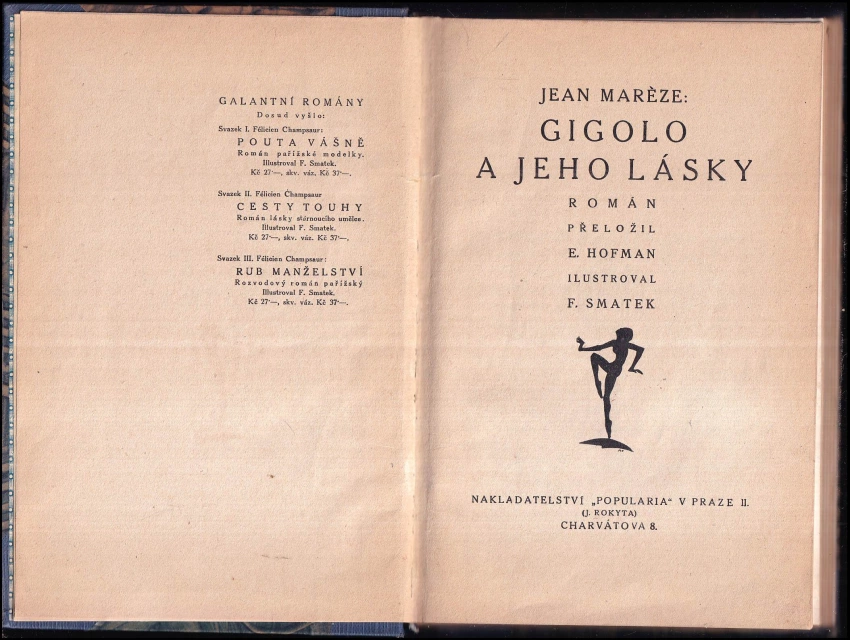 GALANTNÍ ROMÁNY
Dosud vyšlo:
Svazek I. Félicien Champsaur:
POUTA VÁŠNĚ
Román pařížské modelky.
Illustroval F. Smatek.
Kč 27·—, skv. váz. Kč 37·—.
Svazek II. Félicien Champsaur
CESTY TOUHY
Román lásky stárnoucího umělce.
Illustroval F. Smatek.
Kč 27·—, skv. váz. Kč 37·—.
Svazek III. Félicien Champsaur:
RUB MANŽELSTVÍ
Rozvodový román pařížský
Illustroval F. Smatek.
Kč 27·—, skv. váz. Kč 37·—.
JEAN MARÈZE:
GIGOLO
A JEHO LÁSKY
ROMÁN
PŘELOŽIL
E. HOFMAN
ILUSTROVAL
F. SMATEK
NAKLADATELSTVÍ „POPULARIA“ V PRAZE II.
(J. ROKYTA)
CHARVÁTOVA 8.